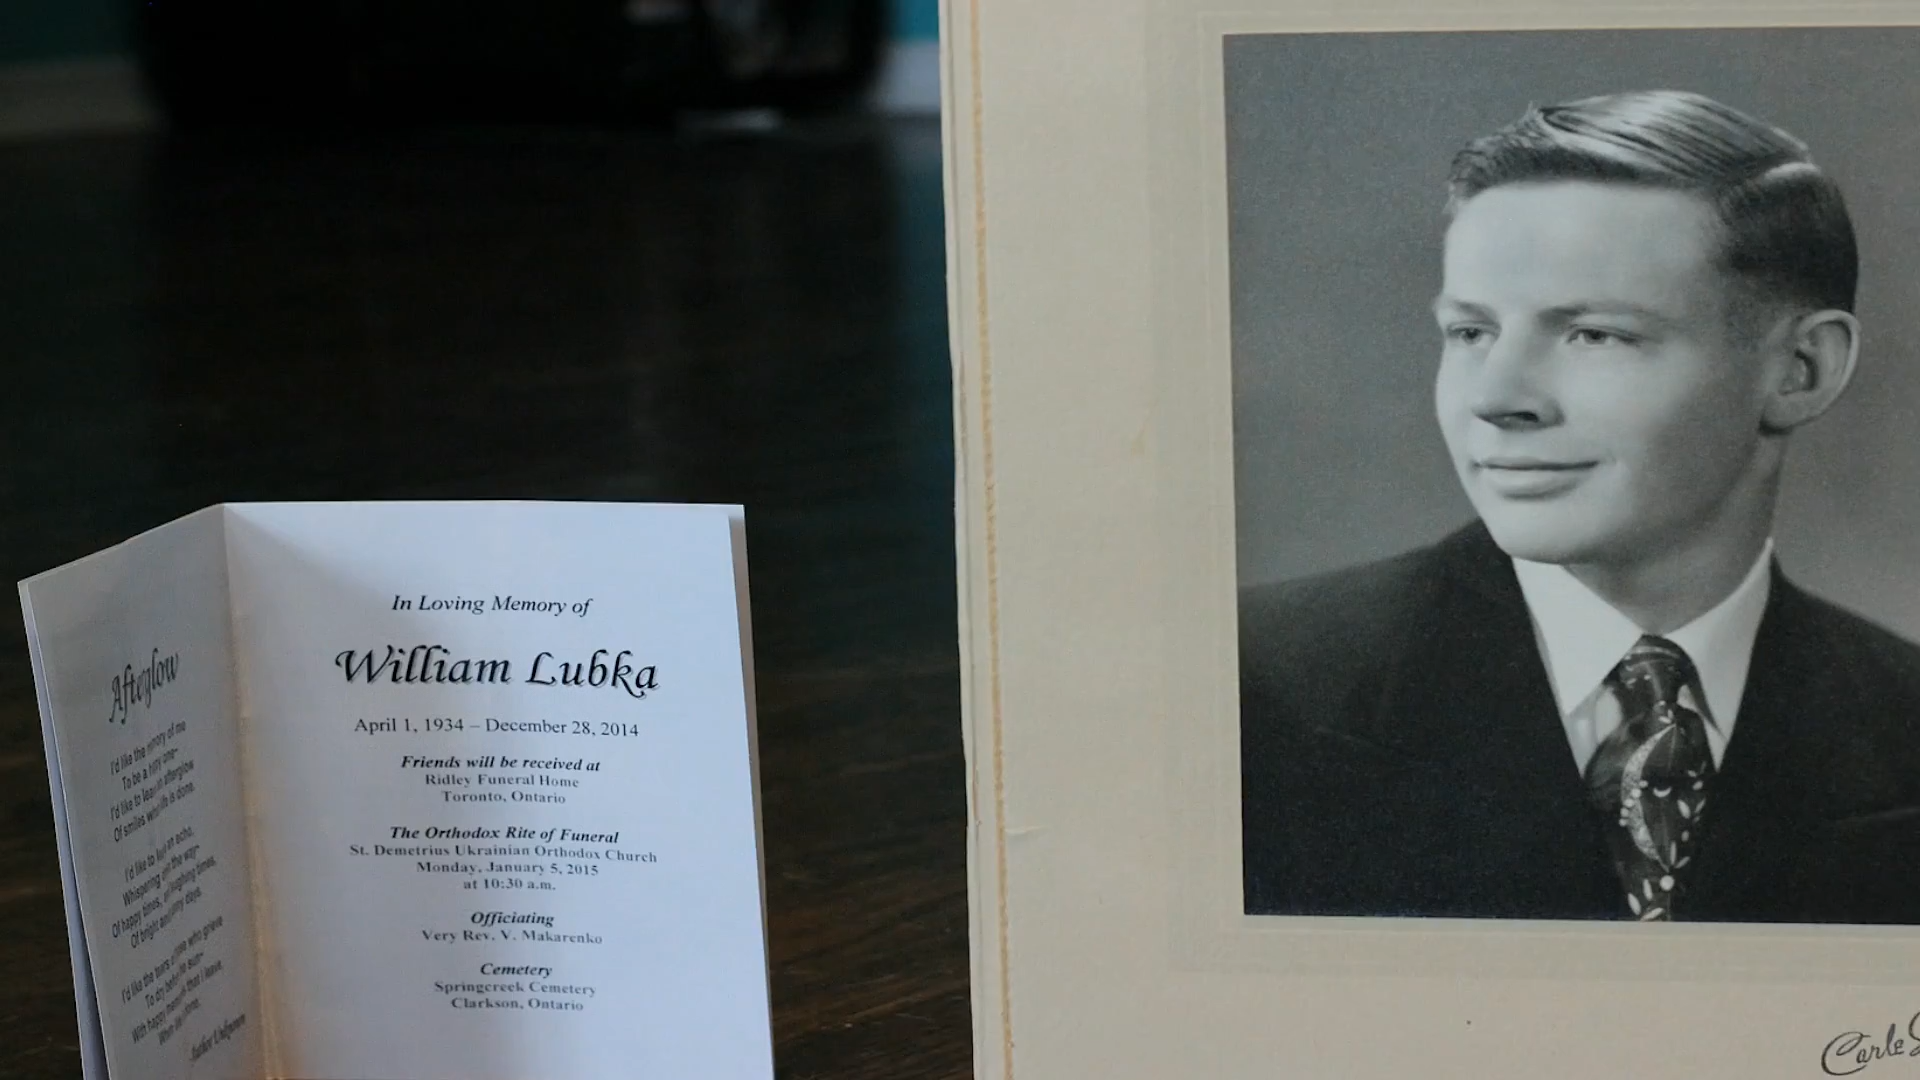 Afterglow
I'd like the memory of me
To be a happy one~
I'd like to leave an afterglow
Of smiles when life is done.
I'd like to leave an echo,
Whispering down the way~
Of happy times, and laughing times,
Of bright and sunny days.
I'd like the tears of those who grieve
To dry before the sun~
With happy memories that I leave
When life is done.
-Author Unknown
In Loving Memory of
William Lubka
April 1, 1934 – December 28, 2014
Friends will be received at
Ridley Funeral Home
Toronto, Ontario
The Orthodox Rite of Funeral
St. Demetrius Ukrainian Orthodox Church
Monday, January 5, 2015
at 10:30 a.m.
Officiating
Very Rev. V. Makarenko
Cemetery
Springcreek Cemetery
Clarkson, Ontario
Carle